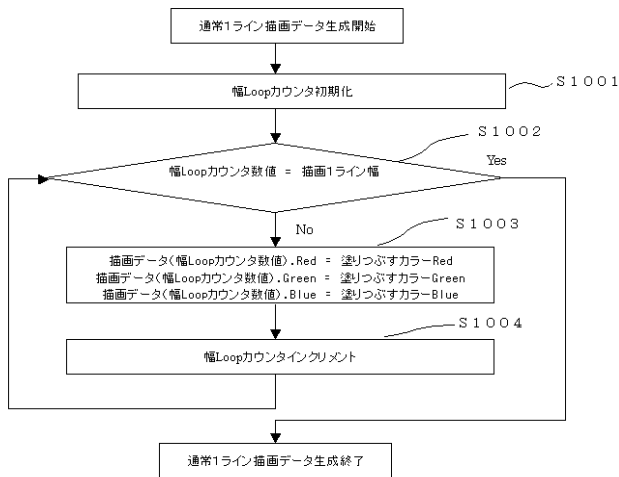 通常1ライン描画データ生成開始
幅Loopカウンタ初期化
S1001
幅Loopカウンタ数値 = 描画1ライン幅
S1002
Yes
No
描画データ(幅Loopカウンタ数値).Red = 塗りつぶすカラーRed
描画データ(幅Loopカウンタ数値).Green = 塗りつぶすカラーGreen
描画データ(幅Loopカウンタ数値).Blue = 塗りつぶすカラーBlue
S1003
幅Loopカウンタインクリメント
S1004
通常1ライン描画データ生成終了